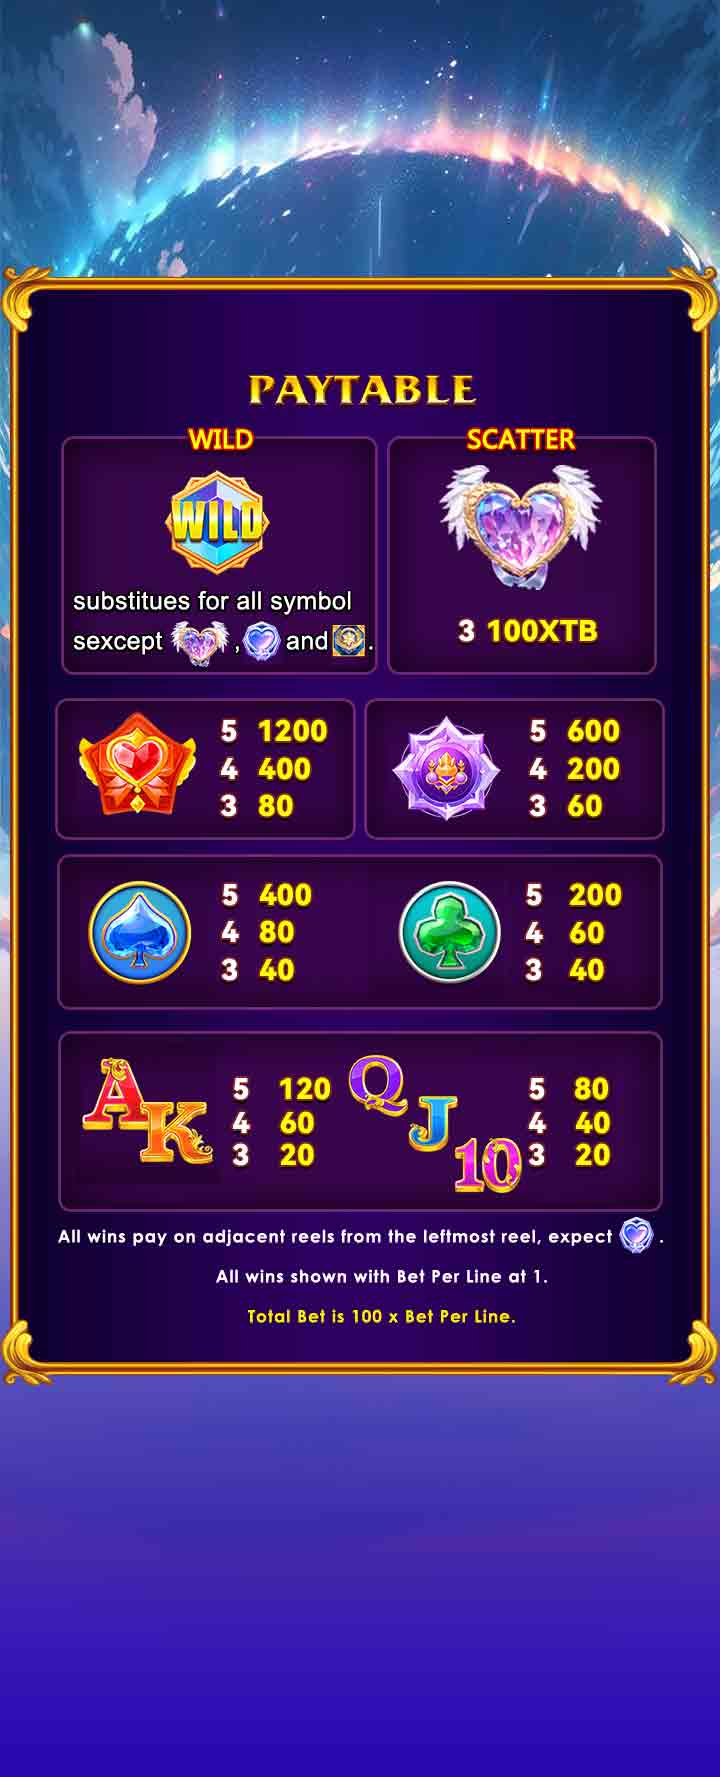 PAYTABLE
WILD
SCATTER
WILD
substitues for all symbol
sexcept , and .
3 100XTB
5 1200
4 400
3 80
5 600
4 200
3 60
5 400
4 80
3 40
5 200
4 60
3 40
A K
5 120
4 60
3 20
Q J 10
5 80
4 40
3 20
All wins pay on adjacent reels from the leftmost reel, expect .
All wins shown with Bet Per Line at 1.
Total Bet is 100 x Bet Per Line.